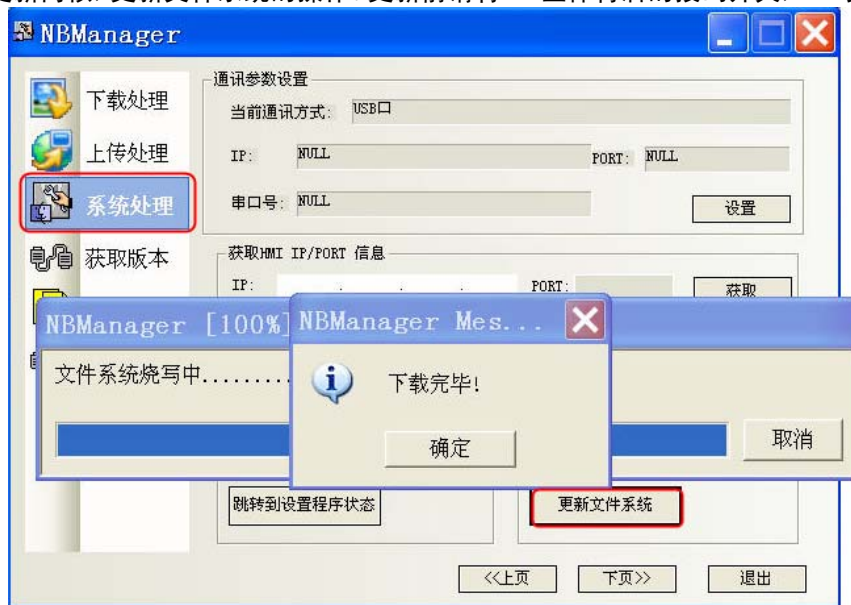 NBManager
下载处理
通讯参数设置
当前通讯方式: USB口
上传处理
IP: NULL PORT: NULL
系统处理
串口号: NULL 设置
获取版本
获取HMI IP/PORT 信息
IP: . . . PORT: 获取
NBManager [100%]
NBManager Mes...
文件系统烧写中.........
下载完毕!
确定
取消
跳转到设置程序状态
更新文件系统
<<上页 下页>> 退出